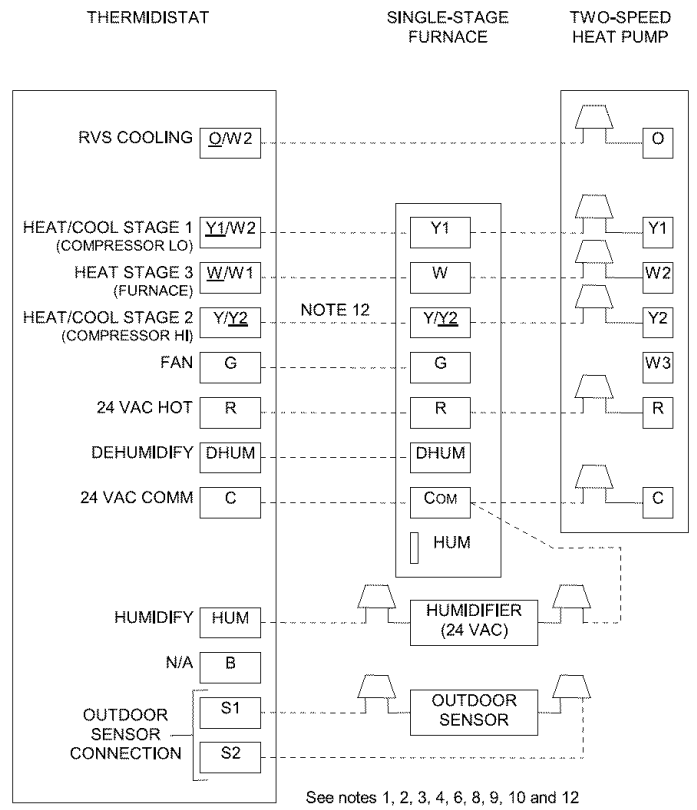 THERMIDISTAT
SINGLE-STAGE
FURNACE
TWO-SPEED
HEAT PUMP
RVS COOLING O/W2
O
HEAT/COOL STAGE 1 Y1/W2
(COMPRESSOR LO)
Y1
Y1
HEAT STAGE 3 W/W1
(FURNACE)
W
W2
HEAT/COOL STAGE 2 Y/Y2
(COMPRESSOR HI)
NOTE 12
Y/Y2
Y2
FAN G
G
W3
24 VAC HOT R
R
R
DEHUMIDIFY DHUM
DHUM
24 VAC COMM C
COM
C
HUM
HUMIDIFY HUM
HUMIDIFIER
(24 VAC)
N/A B
OUTDOOR
SENSOR
CONNECTION
S1
S2
OUTDOOR
SENSOR
See notes 1, 2, 3, 4, 6, 8, 9, 10 and 12